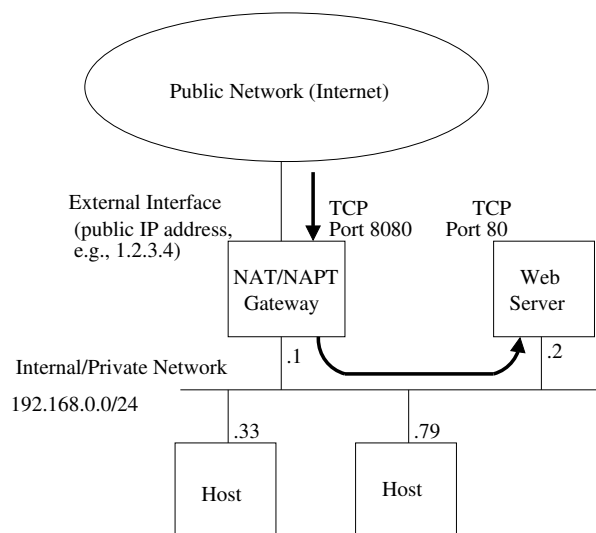 Public Network (Internet)
External Interface
(public IP address,
e.g., 1.2.3.4)
TCP
Port 8080
TCP
Port 80
NAT/NAPT
Gateway
Web
Server
.1
.2
Internal/Private Network
192.168.0.0/24
.33
.79
Host
Host